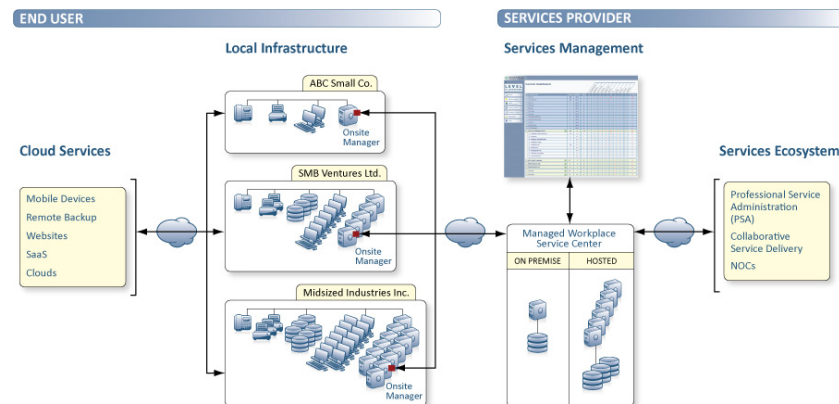 END USER
SERVICES PROVIDER
Local Infrastructure
Services Management
ABC Small Co.
Onsite
Manager
LEVEL
Cloud Services
Mobile Devices
Remote Backup
Websites
SaaS
Clouds
SMB Ventures Ltd.
Onsite
Manager
Midsized Industries Inc.
Onsite
Manager
Managed Workplace
Service Center
ON PREMISE
HOSTED
Services Ecosystem
Professional Service
Administration
(PSA)
Collaborative
Service Delivery
NOCs